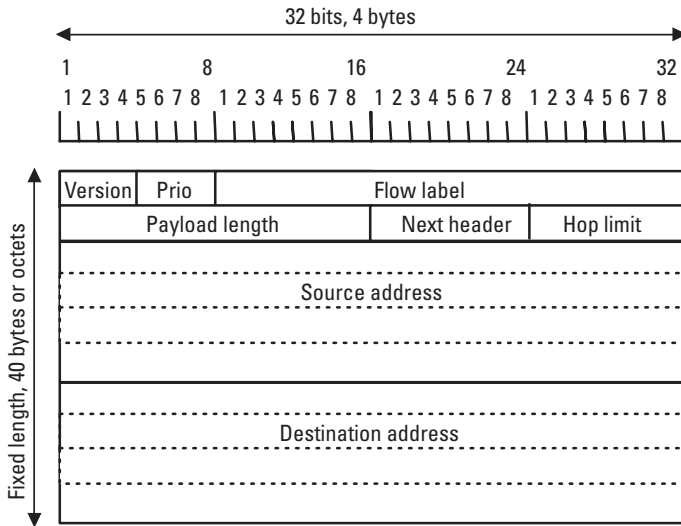 32 bits, 4 bytes
1 8 16 24 32
1 2 3 4 5 6 7 8 1 2 3 4 5 6 7 8 1 2 3 4 5 6 7 8 1 2 3 4 5 6 7 8
Version Prio Flow label
Payload length Next header Hop limit
Source address
Destination address
Fixed length, 40 bytes or octets